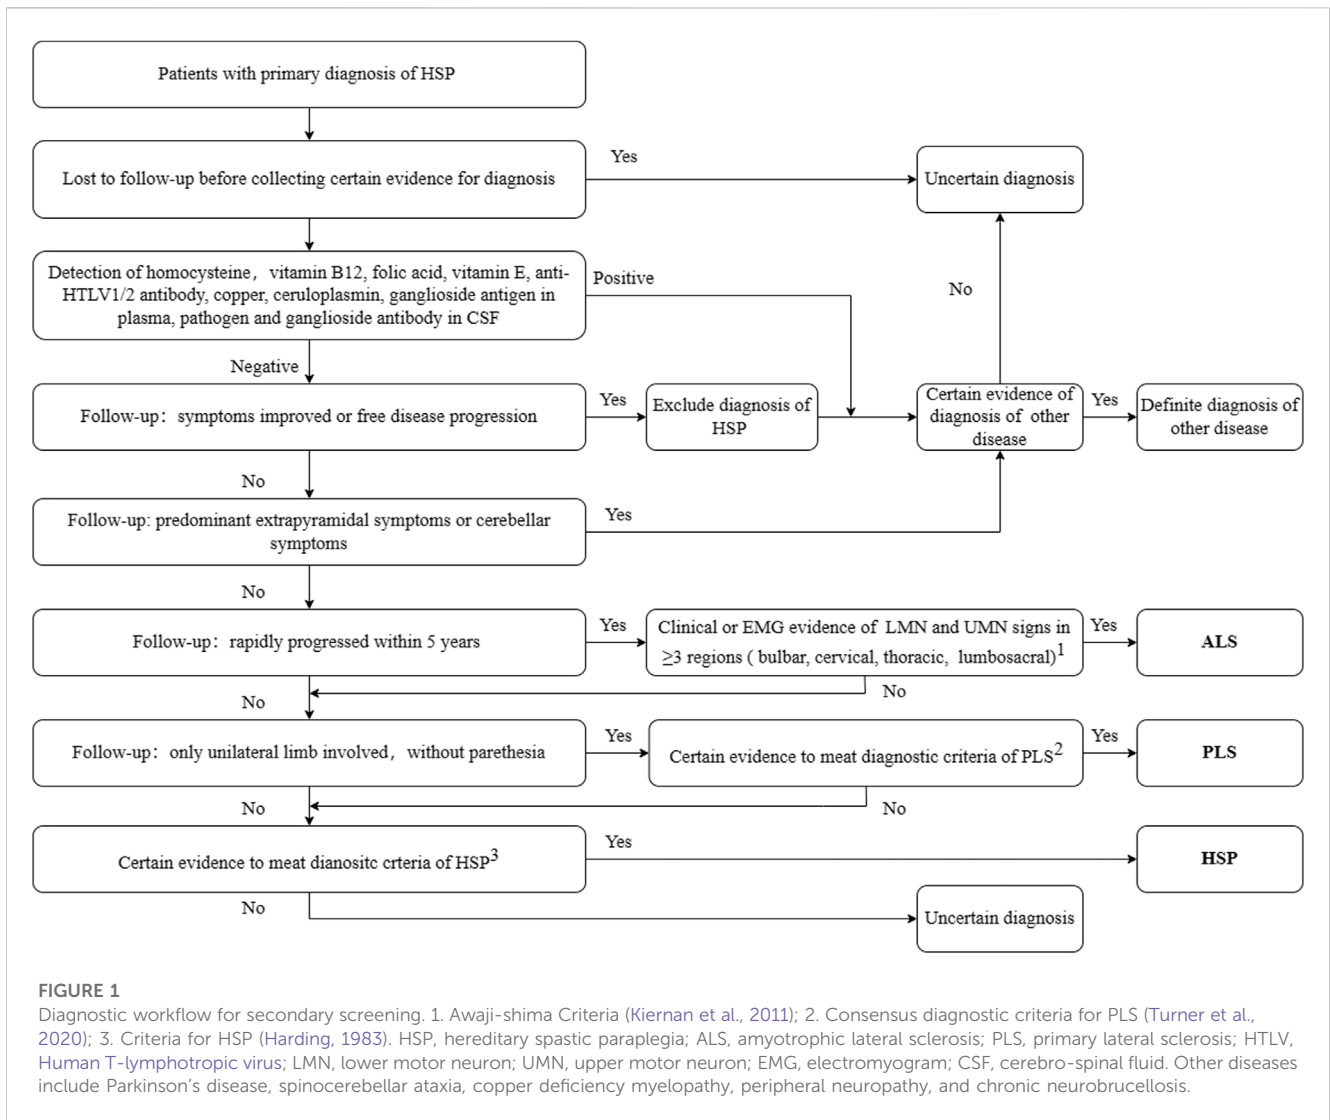 Patients with primary diagnosis of HSP
Lost to follow-up before collecting certain evidence for diagnosis
Yes
Uncertain diagnosis
Detection of homocysteine, vitamin B12, folic acid, vitamin E, anti-
HTLV1/2 antibody, copper, ceruloplasmin, ganglioside antigen in
plasma, pathogen and ganglioside antibody in CSF
Positive
No
Negative
Follow-up: symptoms improved or free disease progression
Yes
Exclude diagnosis of
HSP
Certain evidence of
diagnosis of other
disease
Yes
Definite diagnosis of
other disease
No
Follow-up: predominant extrapyramidal symptoms or cerebellar
symptoms
Yes
No
Follow-up: rapidly progressed within 5 years
Yes
Clinical or EMG evidence of LMN and UMN signs in
≥3 regions ( bulbar, cervical, thoracic, lumbosacral)1
Yes
ALS
No
No
Follow-up: only unilateral limb involved, without parethesia
Yes
Certain evidence to meat diagnostic criteria of PLS2
Yes
PLS
No
No
Certain evidence to meat dianositc crteria of HSP3
Yes
HSP
No
Uncertain diagnosis
FIGURE 1
Diagnostic workflow for secondary screening. 1. Awaji-shima Criteria (Kiernan et al., 2011); 2. Consensus diagnostic criteria for PLS (Turner et al.,
2020); 3. Criteria for HSP (Harding, 1983). HSP, hereditary spastic paraplegia; ALS, amyotrophic lateral sclerosis; PLS, primary lateral sclerosis; HTLV,
Human T-lymphotropic virus; LMN, lower motor neuron; UMN, upper motor neuron; EMG, electromyogram; CSF, cerebro-spinal fluid. Other diseases
include Parkinson's disease, spinocerebellar ataxia, copper deficiency myelopathy, peripheral neuropathy, and chronic neurobrucellosis.